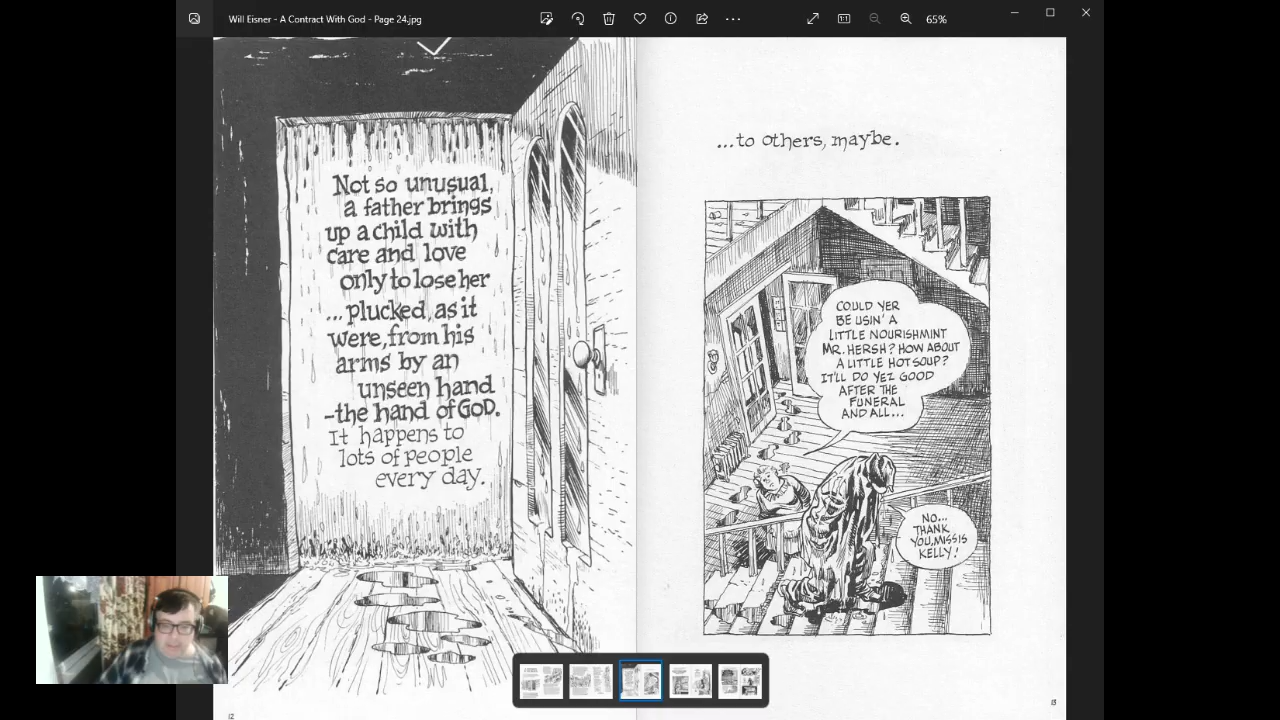 Will Eisner - A Contract With God - Page 24.jpg
65%
Not so unusual,
a father brings
up a child with
care and love
only to lose her
...plucked, as it
were, from his
arms by an
unseen hand
-the hand of GOD.
It happens to
lots of people
every day.
12
...to others, maybe.
COULD YER
BE USIN' A
LITTLE NOURISHMINT
MR. HERSH? HOW ABOUT
A LITTLE HOT SOUP?
IT'LL DO YEZ GOOD
AFTER THE
FUNERAL
AND ALL...
NO...
THANK
YOU, MISSIS
KELLY!
13